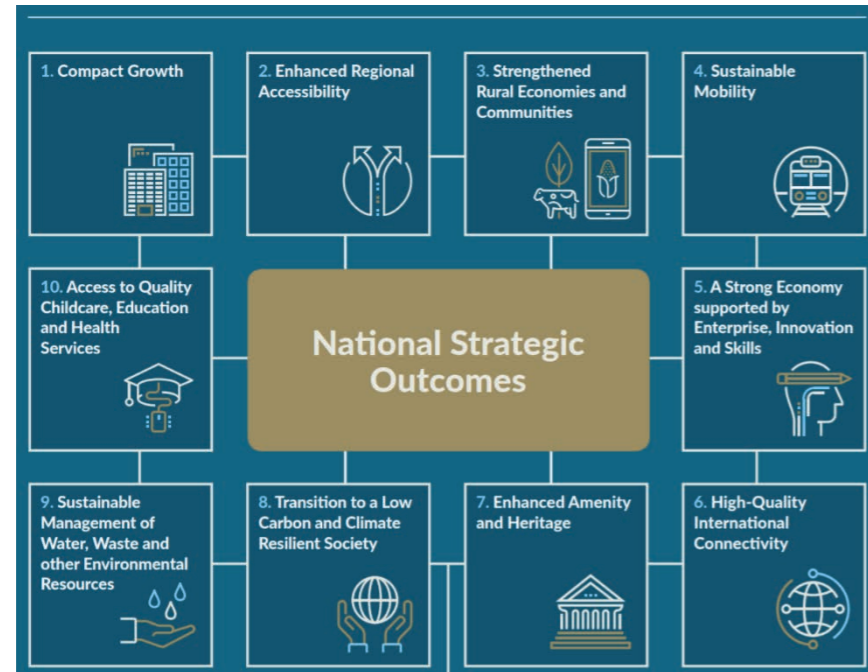 1. Compact Growth
2. Enhanced Regional
Accessibility
3. Strengthened
Rural Economies and
Communities
4. Sustainable
Mobility
10. Access to Quality
Childcare, Education
and Health
Services
National Strategic
Outcomes
5. A Strong Economy
supported by
Enterprise, Innovation
and Skills
9. Sustainable
Management of
Water, Waste and
other Environmental
Resources
8. Transition to a Low
Carbon and Climate
Resilient Society
7. Enhanced Amenity
and Heritage
6. High-Quality
International
Connectivity